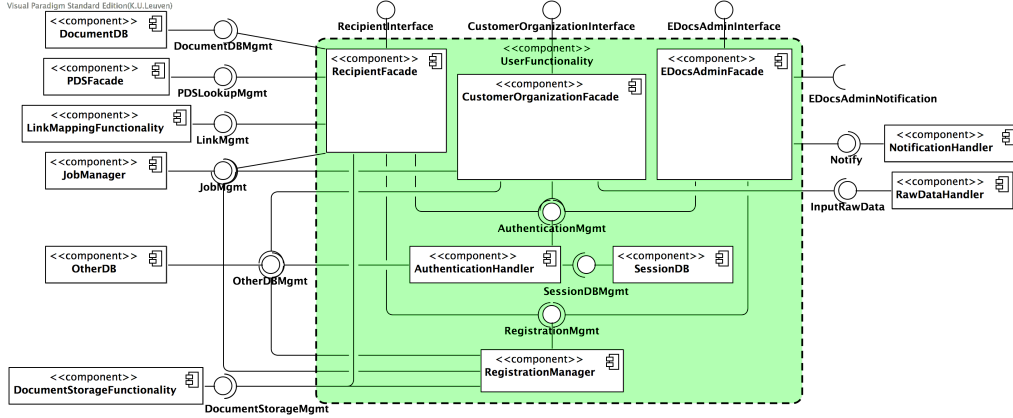 Visual Paradigm Standard Edition(K.U.Leuven)
<<component>>
DocumentDB
DocumentDBMgmt
RecipientInterface
CustomerOrganizationInterface
EDocsAdminInterface
<<component>>
UserFunctionality
<<component>>
RecipientFacade
<<component>>
EDocsAdminFacade
<<component>>
PDSFacade
PDSLookupMgmt
<<component>>
CustomerOrganizationFacade
EDocsAdminNotification
<<component>>
LinkMappingFunctionality
LinkMgmt
<<component>>
NotificationHandler
Notify
<<component>>
JobManager
JobMgmt
<<component>>
RawDataHandler
InputRawData
AuthenticationMgmt
<<component>>
OtherDB
OtherDBMgmt
<<component>>
AuthenticationHandler
<<component>>
SessionDB
SessionDBMgmt
RegistrationMgmt
<<component>>
RegistrationManager
<<component>>
DocumentStorageFunctionality
DocumentStorageMgmt